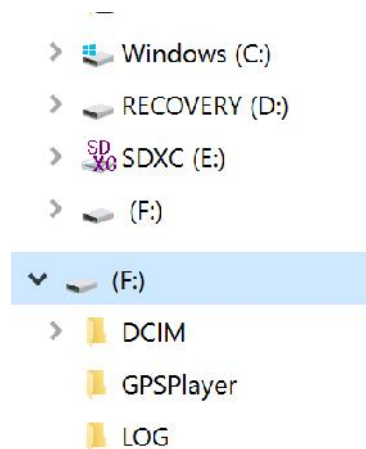 Windows (C:)
RECOVERY (D:)
SD
XC SDXC (E:)
(F:)
(F:)
DCIM
GPSPlayer
LOG